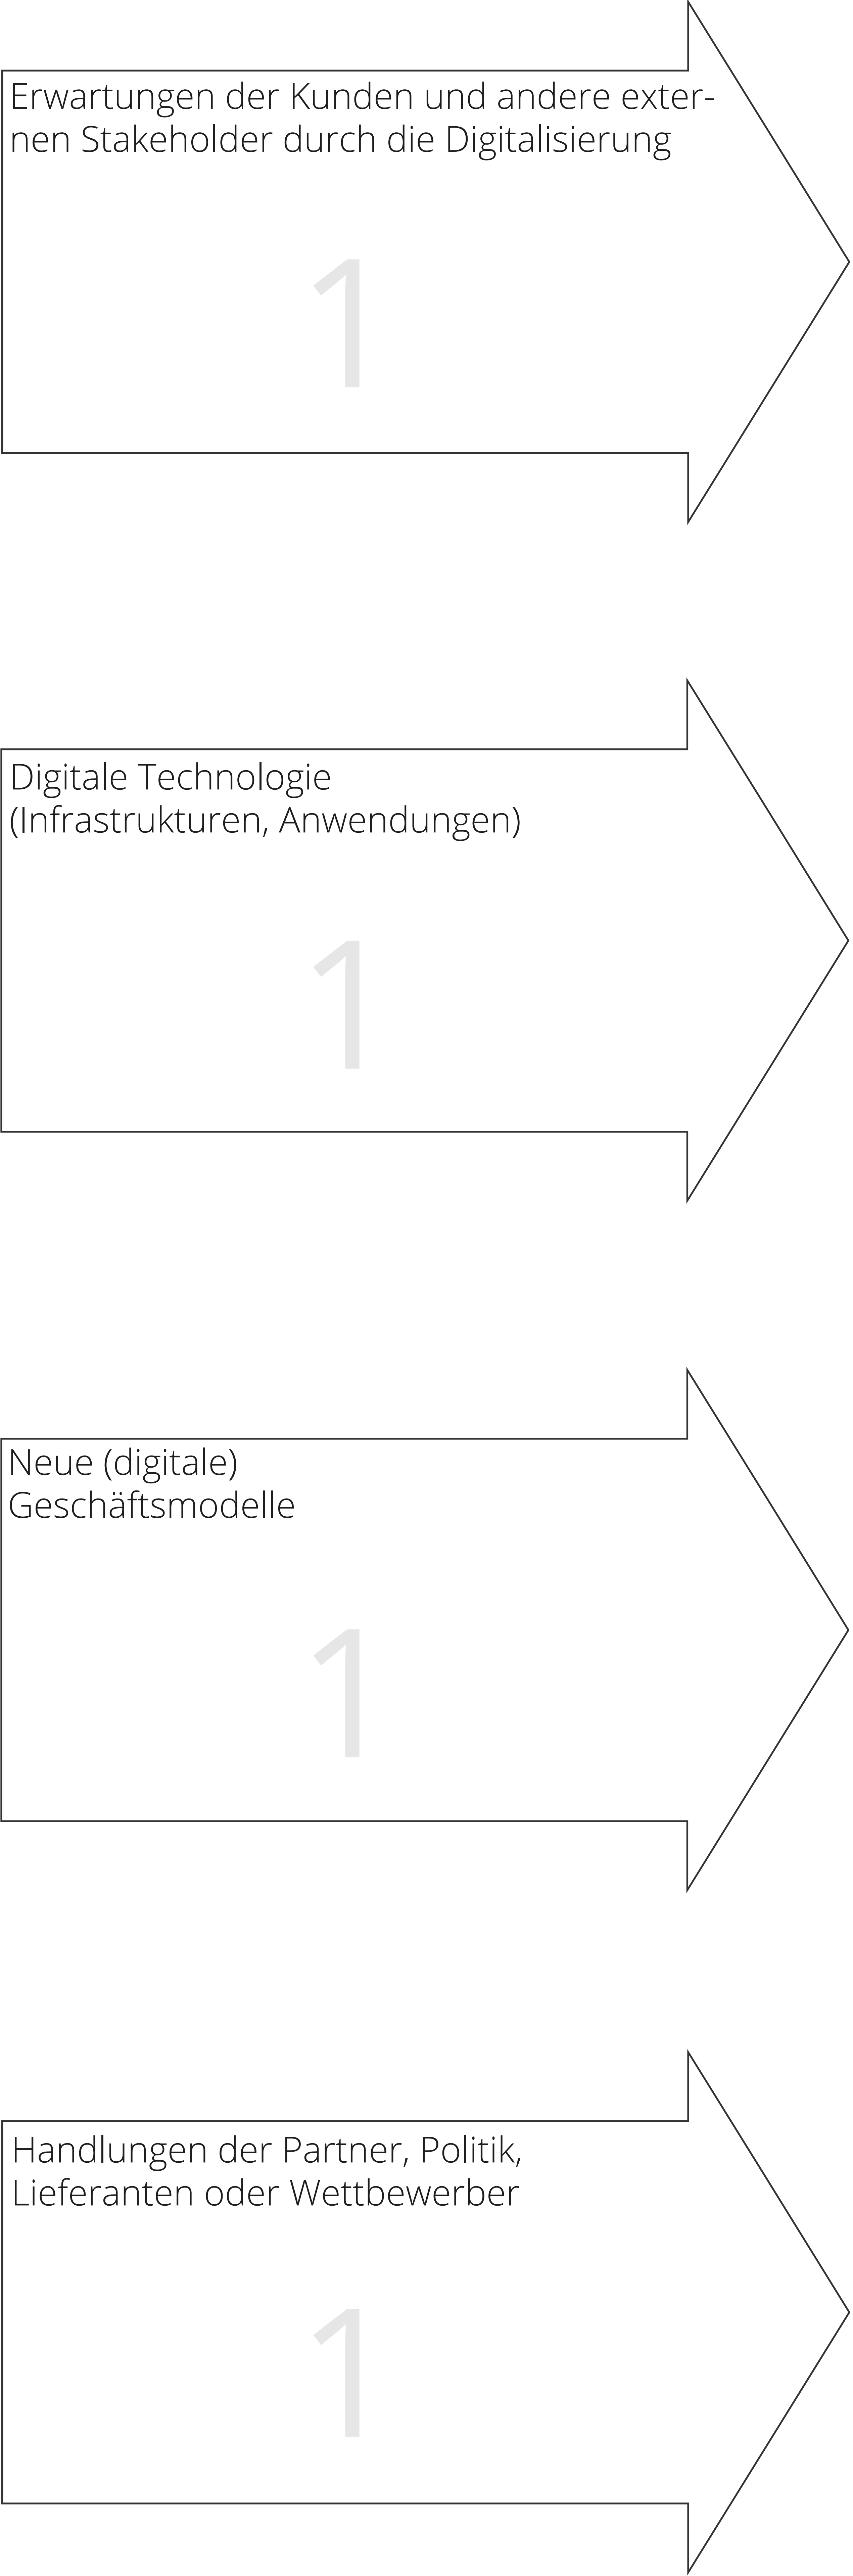 Erwartungen der Kunden und andere exter-
nen Stakeholder durch die Digitalisierung
1
Digitale Technologie
(Infrastrukturen, Anwendungen)
1
Neue (digitale)
Geschäftsmodelle
1
Handlungen der Partner, Politik,
Lieferanten oder Wettbewerber
1